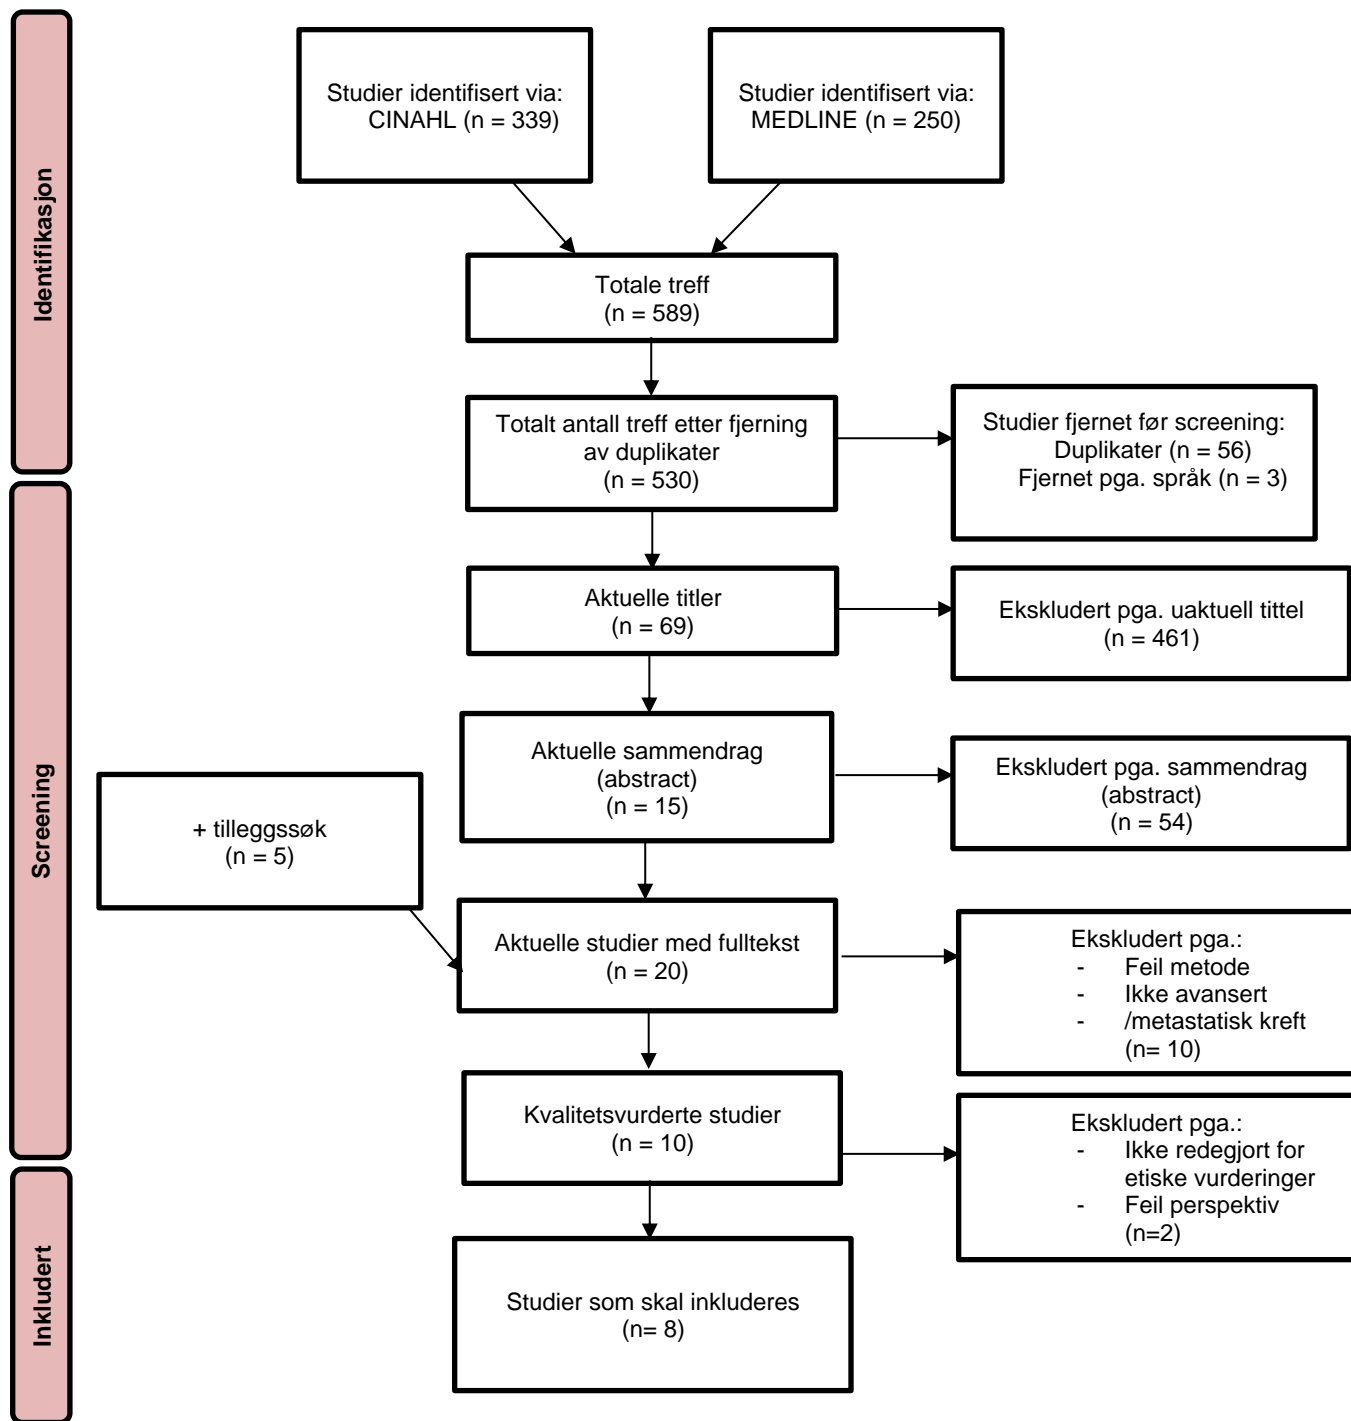 Identifikasjon
Studier identifisert via:
CINAHL (n = 339)
Studier identifisert via:
MEDLINE (n = 250)
Totale treff
(n = 589)
Totalt antall treff etter fjerning
av duplikater
(n = 530)
Studier fjernet før screening:
Duplikater (n = 56)
Fjernet pga. språk (n = 3)
Screening
Aktuelle titler
(n = 69)
Ekskludert pga. uaktuell tittel
(n = 461)
Aktuelle sammendrag
(abstract)
(n = 15)
Ekskludert pga. sammendrag
(abstract)
(n = 54)
+ tilleggssøk
(n = 5)
Aktuelle studier med fulltekst
(n = 20)
Ekskludert pga.:
- Feil metode
- Ikke avansert
- /metastatisk kreft
(n= 10)
Kvalitetsvurderte studier
(n = 10)
Ekskludert pga.:
- Ikke redegjort for
etiske vurderinger
- Feil perspektiv
(n=2)
Inkludert
Studier som skal inkluderes
(n= 8)